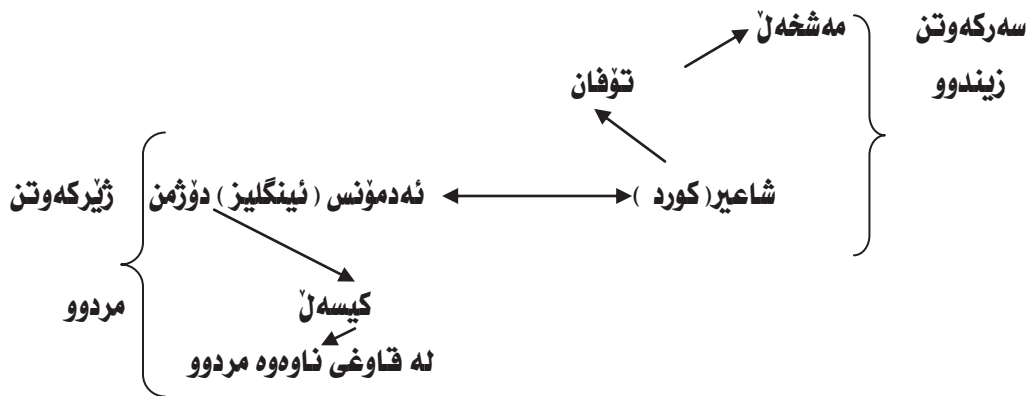 سەرکەوتن
مەشخەڵ
زیندوو
تۆفان
شاعیر( کورد )
ئەدمۆنس ( ئینگلیز ) دۆژمن
ژێرکەوتن
کیسەڵ
مردوو
لە قاوغی ناوەوە مردوو